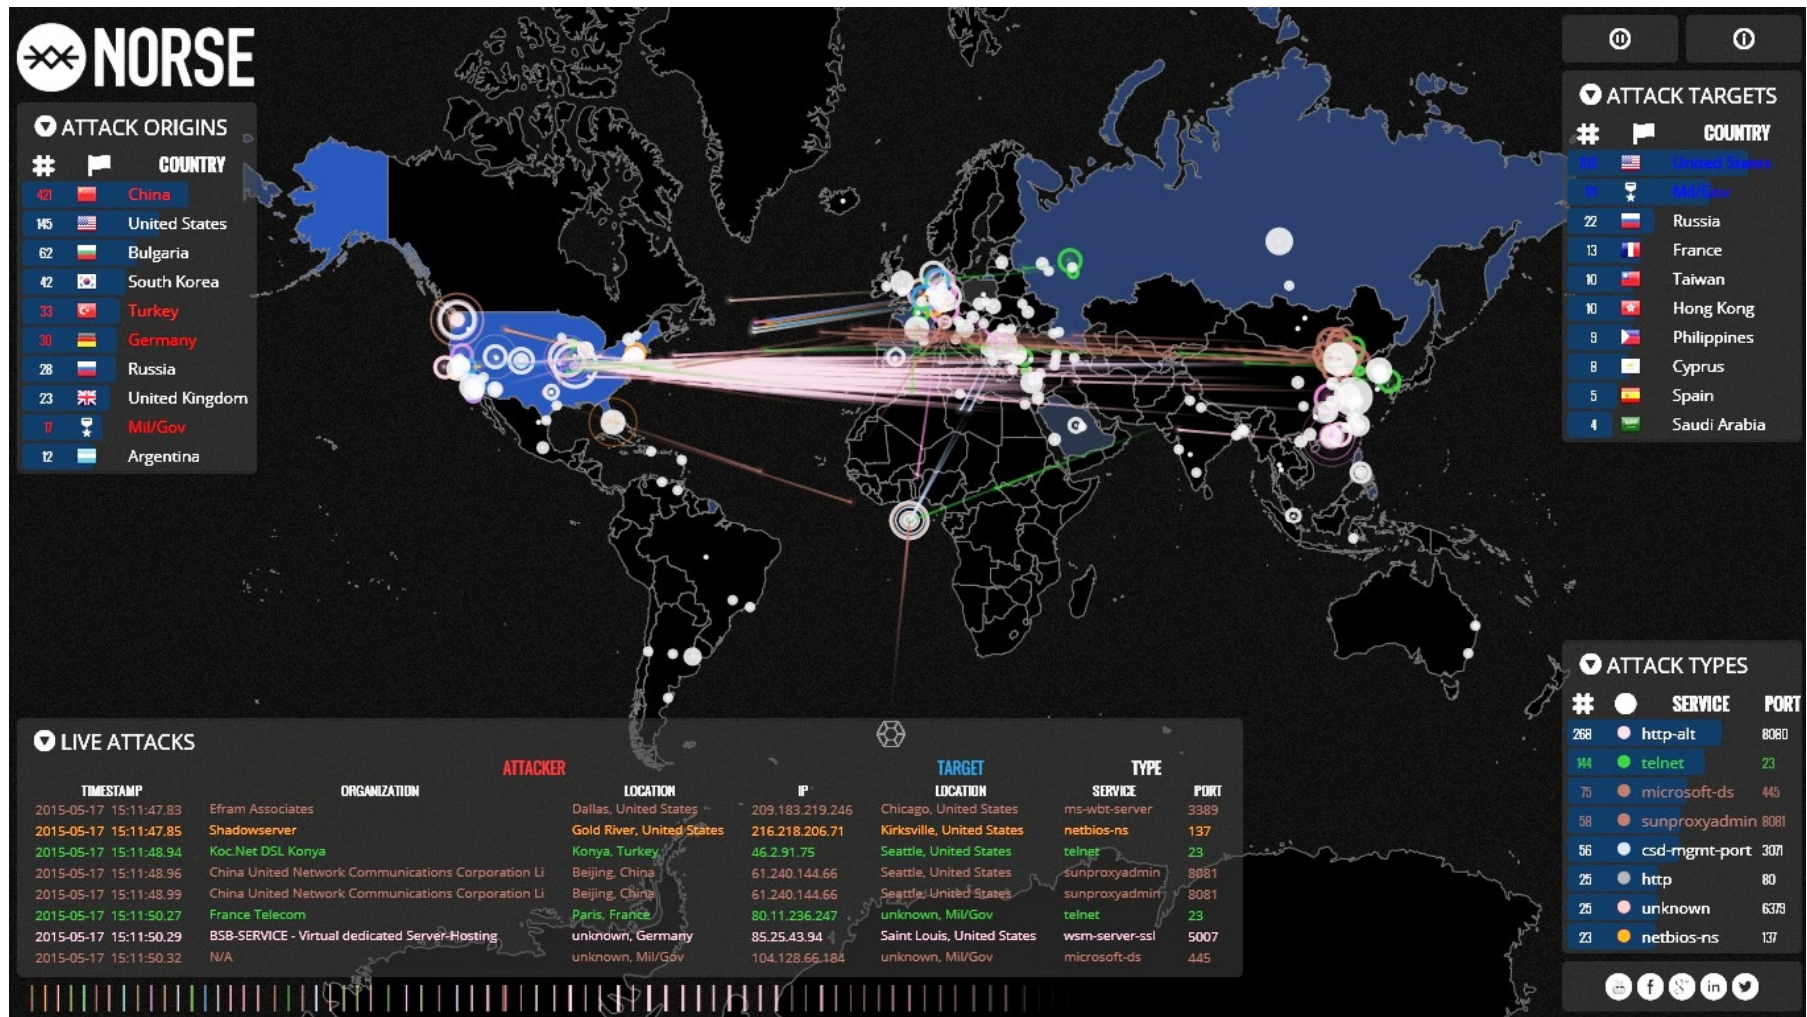 NORSE
ATTACK ORIGINS
# COUNTRY
421 China
145 United States
62 Bulgaria
42 South Korea
33 Turkey
30 Germany
28 Russia
23 United Kingdom
17 Mil/Gov
12 Argentina
ATTACK TARGETS
# COUNTRY
United States
Mil/Gov
22 Russia
13 France
10 Taiwan
10 Hong Kong
9 Philippines
8 Cyprus
5 Spain
4 Saudi Arabia
LIVE ATTACKS
ATTACKER TARGET TYPE
TIMESTAMP ORGANIZATION LOCATION IP LOCATION SERVICE PORT
2015-05-17 15:11:47.83 Efram Associates Dallas, United States 209.183.219.246 Chicago, United States ms-wbt-server 3389
2015-05-17 15:11:47.85 Shadowserver Gold River, United States 216.218.206.71 Kirksville, United States netbios-ns 137
2015-05-17 15:11:48.94 Koc.Net DSL Konya Konya, Turkey 46.2.91.75 Seattle, United States telnet 23
2015-05-17 15:11:48.96 China United Network Communications Corporation Li Beijing, China 61.240.144.66 Seattle, United States sunproxyadmin 8081
2015-05-17 15:11:48.99 China United Network Communications Corporation Li Beijing, China 61.240.144.66 Seattle, United States sunproxyadmin 8081
2015-05-17 15:11:50.27 France Telecom Paris, France 80.11.236.247 unknown, Mil/Gov telnet 23
2015-05-17 15:11:50.29 BSB-SERVICE - Virtual dedicated Server-Hosting unknown, Germany 85.25.43.94 Saint Louis, United States wsm-server-ssl 5007
2015-05-17 15:11:50.32 N/A unknown, Mil/Gov 104.128.66.184 unknown, Mil/Gov microsoft-ds 445
ATTACK TYPES
# SERVICE PORT
268 http-alt 8080
144 telnet 23
75 microsoft-ds 445
58 sunproxyadmin 8081
56 csd-mgmt-port 3071
25 http 80
25 unknown 6379
23 netbios-ns 137